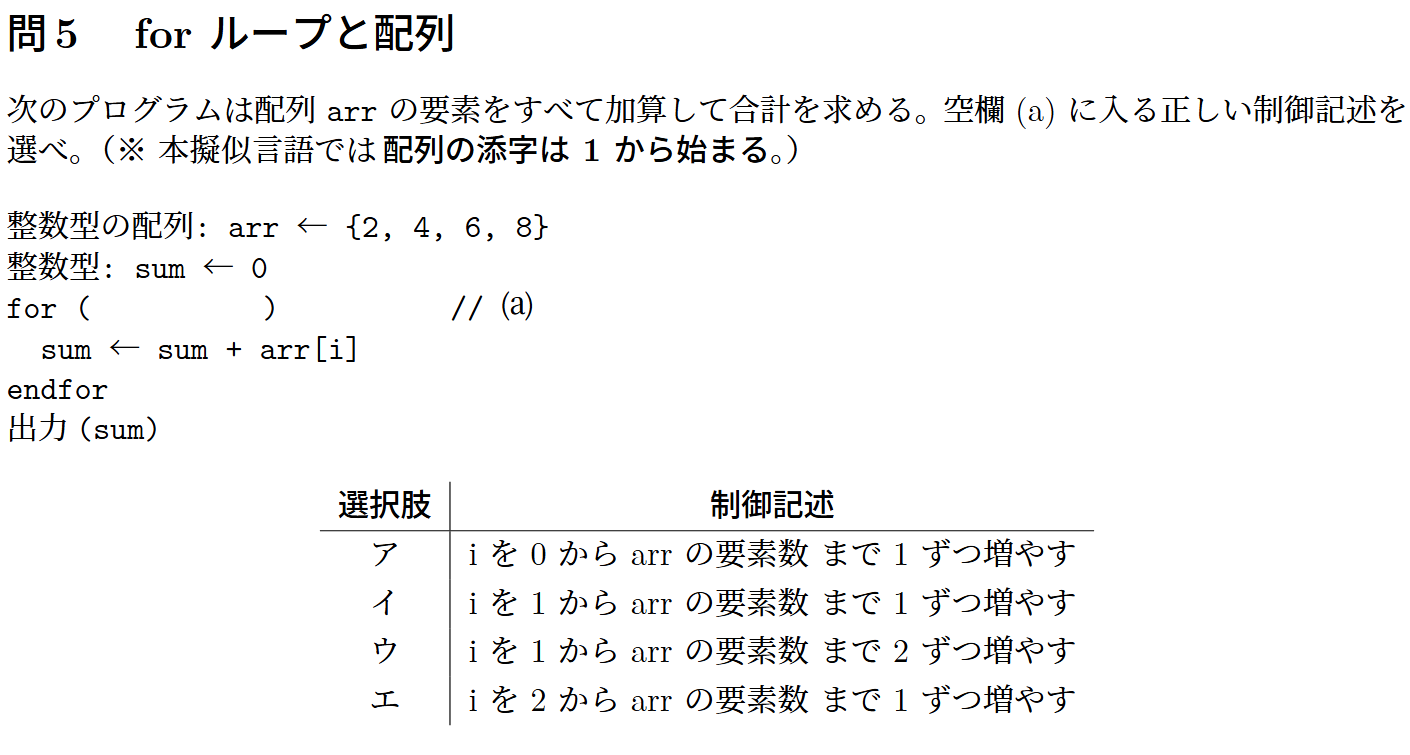 問 5 for ループと配列
次のプログラムは配列 arr の要素をすべて加算して合計を求める。空欄 (a) に入る正しい制御記述を
選べ。(※ 本擬似言語では配列の添字は 1 から始まる。)
整数型の配列: arr ← {2, 4, 6, 8}
整数型: sum ← 0
for (          )          // (a)
  sum ← sum + arr[i]
endfor
出力 (sum)
選択肢 制御記述
ア i を 0 から arr の要素数 まで 1 ずつ増やす
イ i を 1 から arr の要素数 まで 1 ずつ増やす
ウ i を 1 から arr の要素数 まで 2 ずつ増やす
エ i を 2 から arr の要素数 まで 1 ずつ増やす